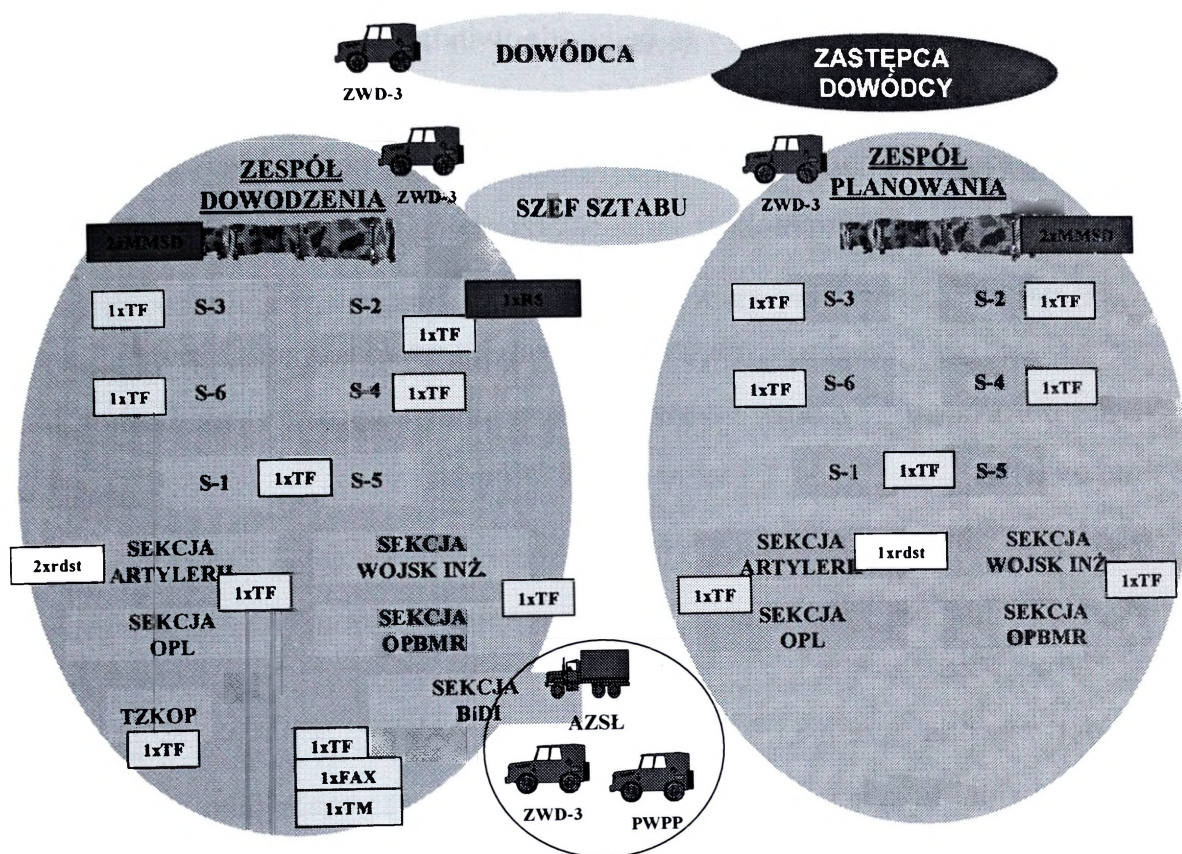 DOWÓDCA
ZASTĘPCA
DOWÓDCY
ZWD-3
ZESPÓŁ
DOWODZENIA
ZWD-3
SZEF SZTABU
ZWD-3
ZESPÓŁ
PLANOWANIA
2xMMSD
1xTF
S-3
S-2
1xR5
1xTF
1xTF
S-6
S-4
1xTF
S-1
1xTF
S-5
2xrdst
SEKCJA
ARTYLERII
1xTF
SEKCJA
WOJSK INŻ.
1xTF
SEKCJA
OPL
SEKCJA
OPBMR
SEKCJA
BiDI
TZKOP
1xTF
1xTF
1xFAX
1xTM
AZSŁ
ZWD-3
PWPP
2xMMSD
1xTF
S-3
S-2
1xTF
1xTF
S-6
S-4
1xTF
S-1
1xTF
S-5
SEKCJA
ARTYLERII
1xrdst
SEKCJA
WOJSK INŻ.
1xTF
1xTF
SEKCJA
OPL
SEKCJA
OPBMR